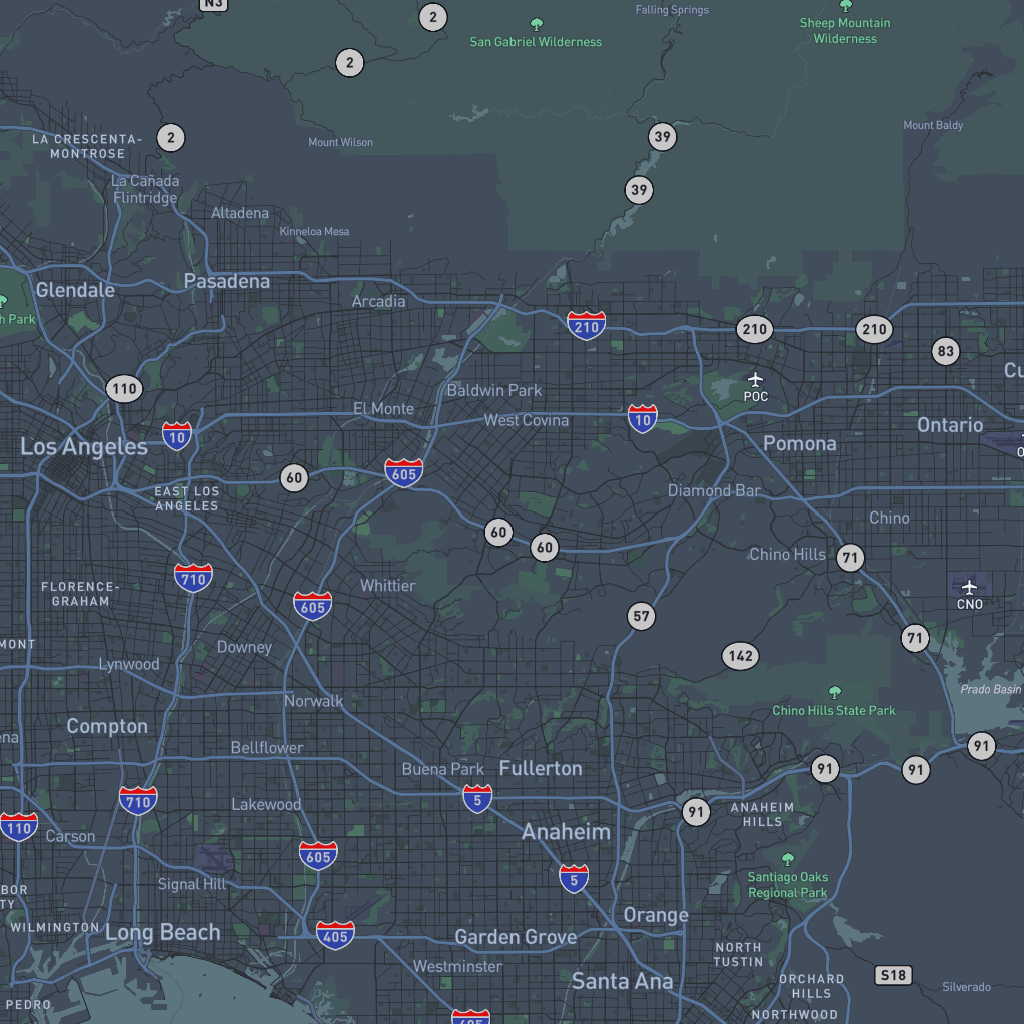 N3
2
Falling Springs
San Gabriel Wilderness
Sheep Mountain
Wilderness
2
2
39
LA CRESCENTA-
MONTROSE
Mount Wilson
Mount Baldy
39
La Cañada
Flintridge
Altadena
Kinneloa Mesa
Glendale
Pasadena
Arcadia
h Park
210
210
210
83
110
Baldwin Park
POC
Cu
El Monte
West Covina
10
10
Los Angeles
Pomona
Ontario
O
60
605
EAST LOS
ANGELES
Diamond Bar
Chino
60
60
Chino Hills
71
710
FLORENCE-
GRAHAM
Whittier
605
CNO
57
71
MONT
Downey
142
Lynwood
Norwalk
Prado Basin
Chino Hills State Park
Compton
ena
Bellflower
91
Buena Park
Fullerton
91
91
710
5
Lakewood
91
ANAHEIM
HILLS
110
Carson
Anaheim
605
Signal Hill
5
Santiago Oaks
Regional Park
BOR
TY
WILMINGTON
Long Beach
405
Garden Grove
Orange
NORTH
TUSTIN
Westminster
Santa Ana
S18
ORCHARD
HILLS
Silverado
PEDRO
NORTHWOOD